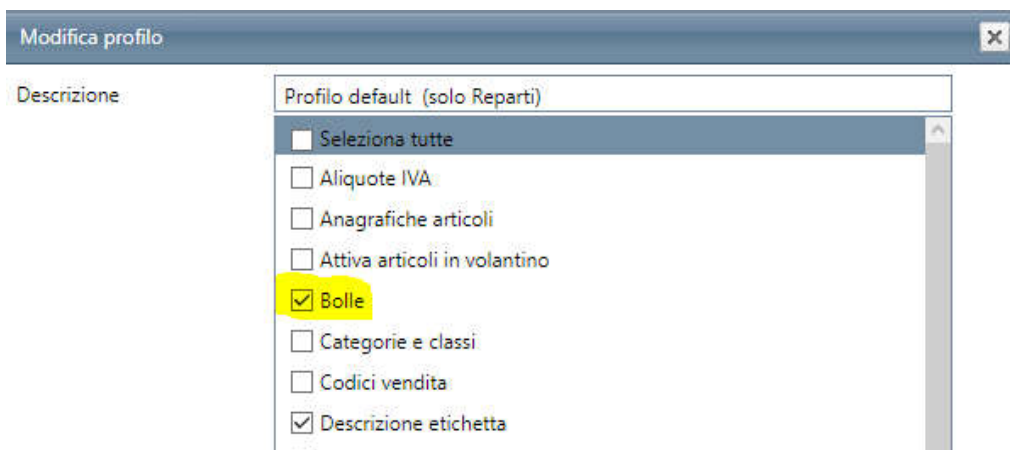 Modifica profilo
Descrizione
Profilo default (solo Reparti)
Seleziona tutte
Aliquote IVA
Anagrafiche articoli
Attiva articoli in volantino
Bolle
Categorie e classi
Codici vendita
Descrizione etichetta